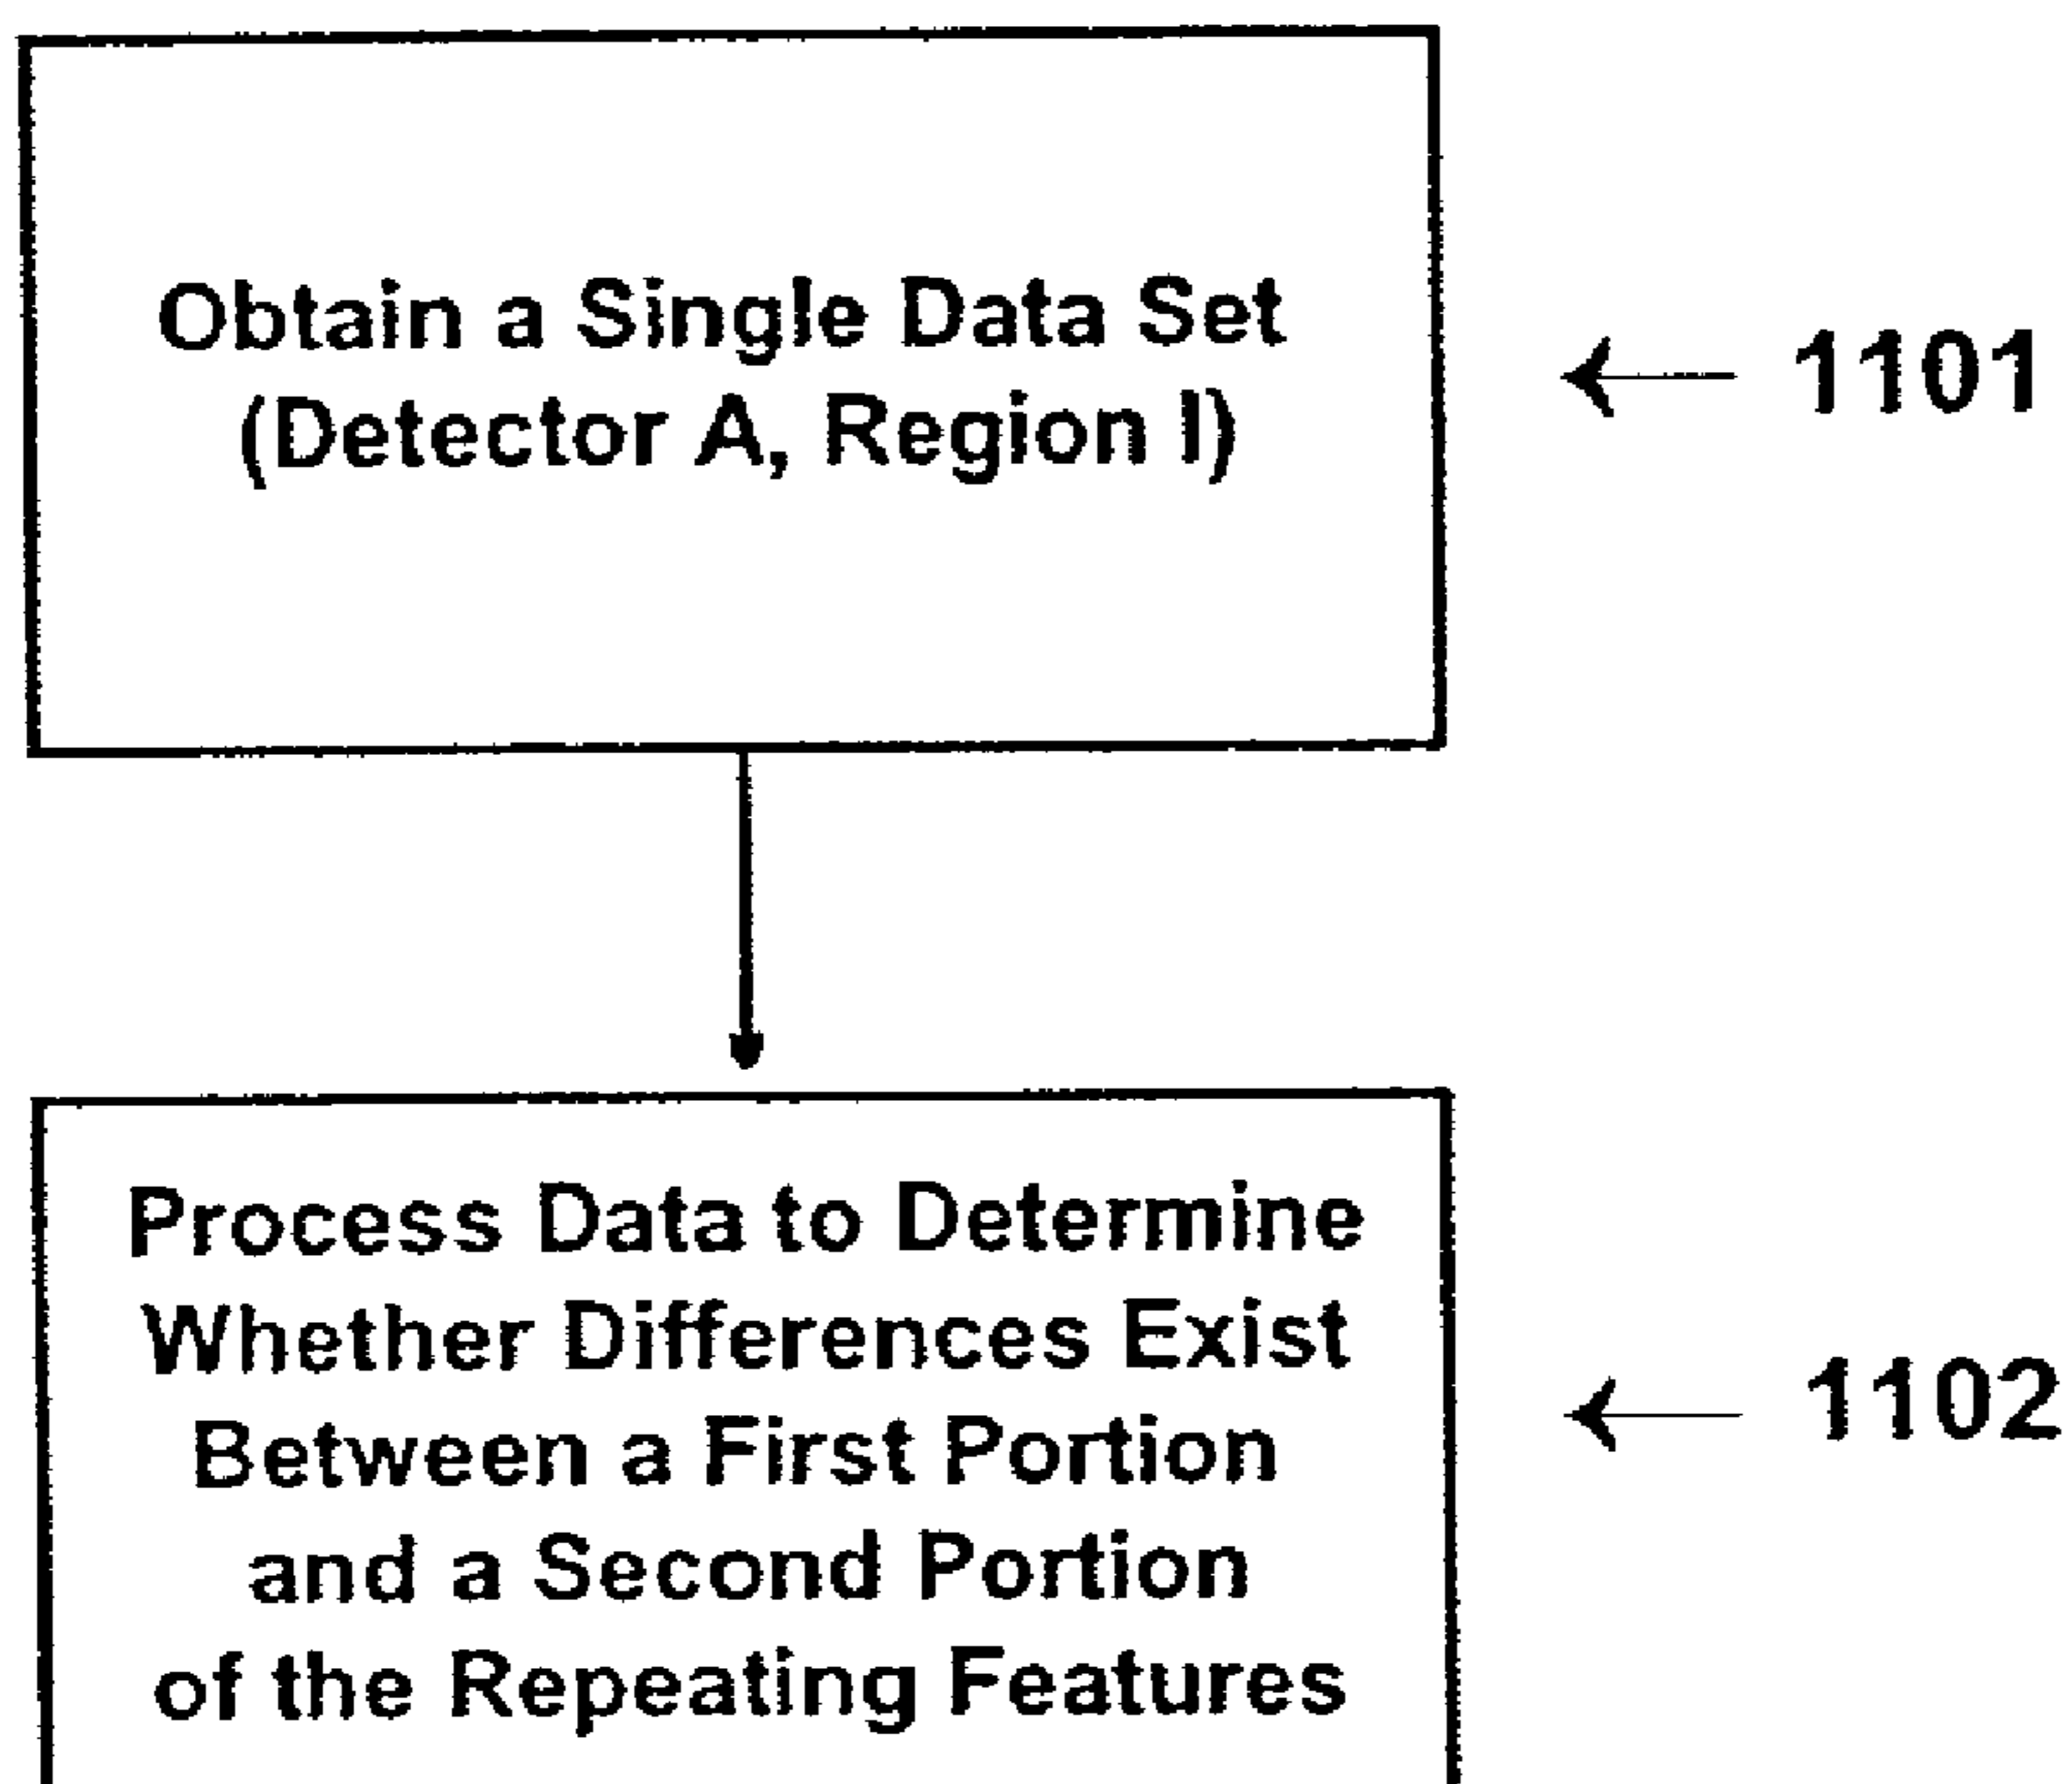 Obtain a Single Data Set
(Detector A, Region I)
1101
Process Data to Determine
Whether Differences Exist
Between a First Portion
and a Second Portion
of the Repeating Features
1102